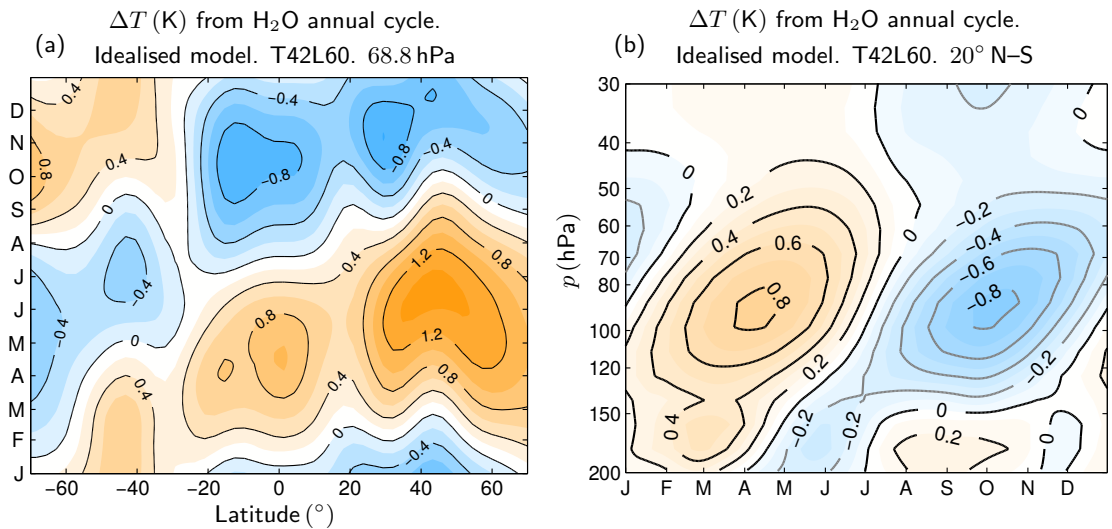 ΔT (K) from H₂O annual cycle.
(a) Idealised model. T42L60. 68.8 hPa
D
N
O
S
A
J
J
M
A
M
F
J
−60 −40 −20 0 20 40 60
Latitude (°)
0.4
−0.4
0.4
−0.8
−0.4
0.8
−0.8
0
0
0.4
0.8
1.2
−0.4
−0.4
0.8
0
1.2
0.4
0.4
0.8
0
−0.4
−0.4
ΔT (K) from H₂O annual cycle.
(b) Idealised model. T42L60. 20° N–S
p (hPa)
30
40
50
60
70
80
100
120
150
200
J F M A M J J A S O N D
0
0
0.2
−0.2
0.4
0.6
0
−0.4
−0.6
0.8
−0.8
0.2
−0.2
0.4
−0.2
−0.2
0
0.2
0